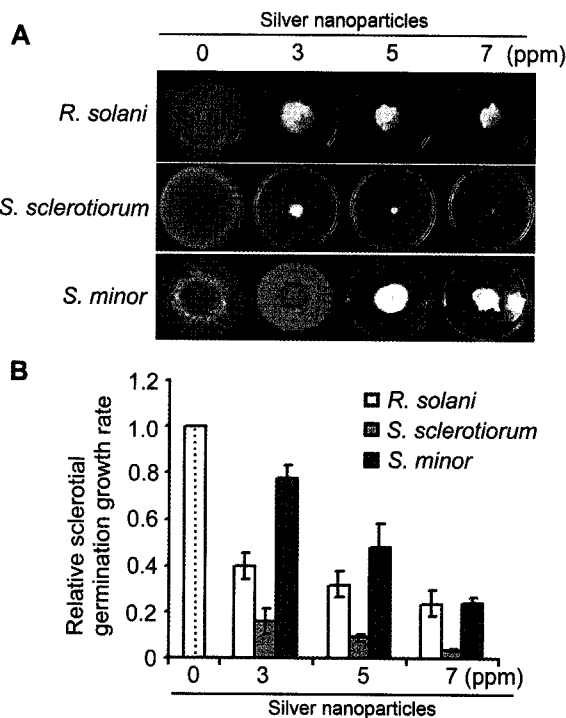 Silver nanoparticles
A
0 3 5 7 (ppm)
R. solani
S. sclerotiorum
S. minor
B
Relative sclerotial
germination growth rate
1.2
1.0
0.8
0.6
0.4
0.2
0
R. solani
S. sclerotiorum
S. minor
0 3 5 7 (ppm)
Silver nanoparticles